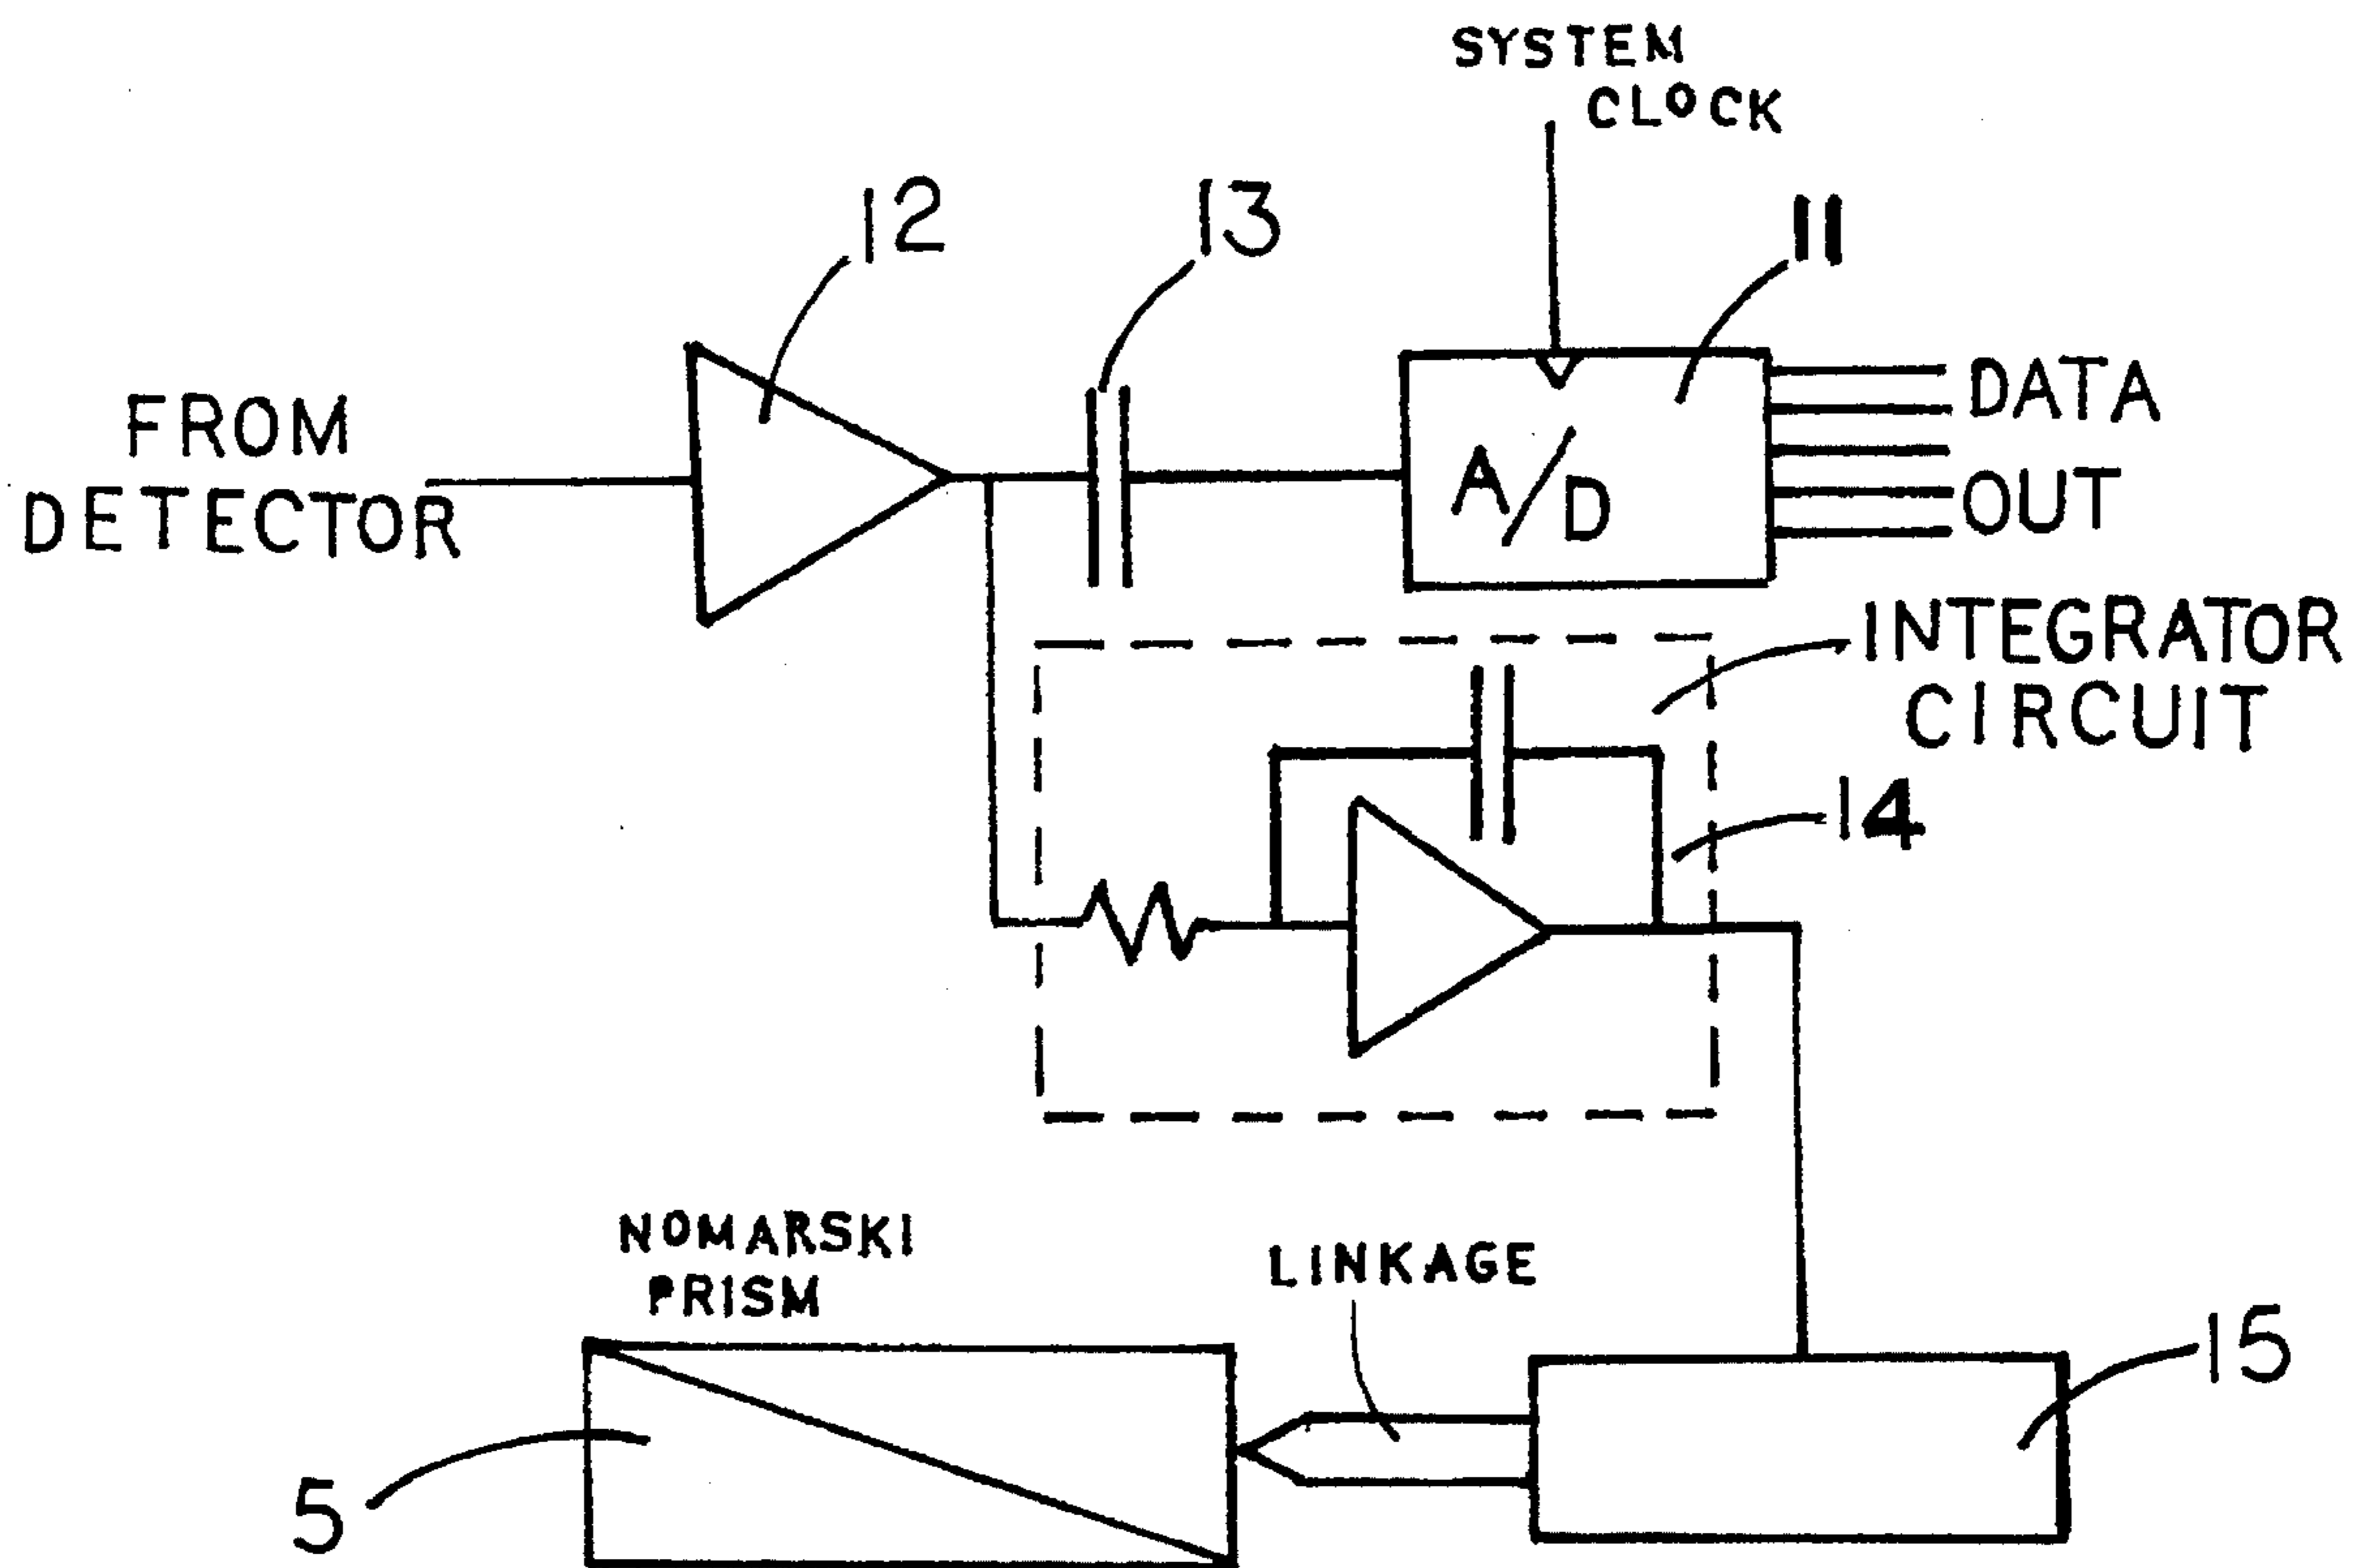 SYSTEM
CLOCK
12
13
11
FROM
DETECTOR
A/D
DATA
OUT
INTEGRATOR
CIRCUIT
14
NOMARSKI
PRISM
LINKAGE
15
5